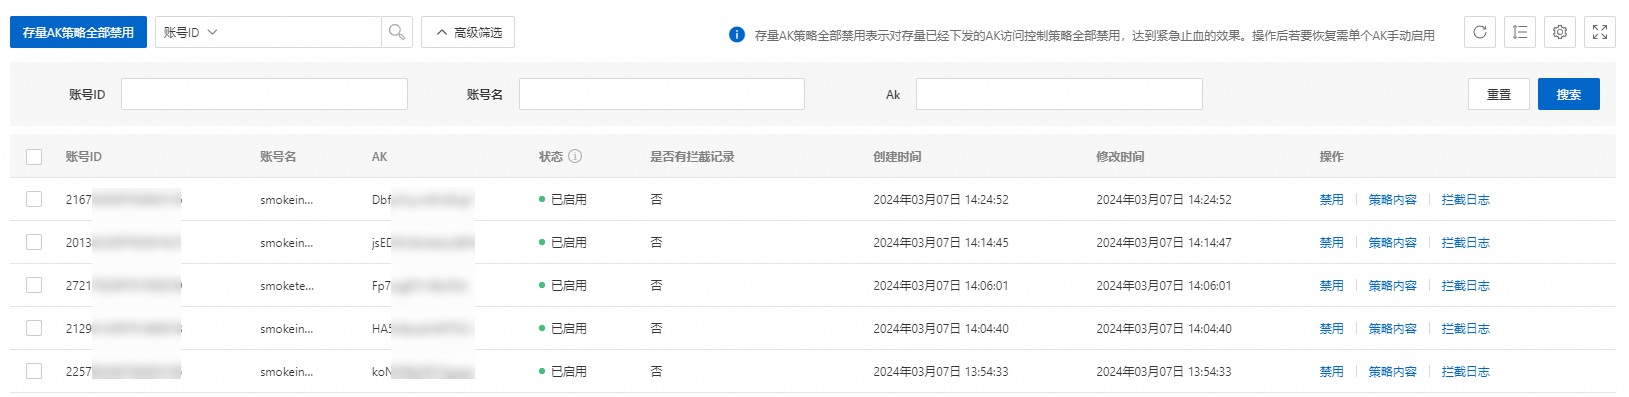 存量AK策略全部禁用 账号ID 高级筛选 存量AK策略全部禁用表示对存量已经下发的AK访问控制策略全部禁用，达到紧急止血的效果。操作后若要恢复需单个AK手动启用
账号ID 账号名 Ak 重置 搜索
账号ID 账号名 AK 状态 是否有拦截记录 创建时间 修改时间 操作
2167 smokein... Dbf 已启用 否 2024年03月07日 14:24:52 2024年03月07日 14:24:52 禁用 策略内容 拦截日志
2013 smokein... jsED 已启用 否 2024年03月07日 14:14:45 2024年03月07日 14:14:47 禁用 策略内容 拦截日志
2721 smokete... Fp7 已启用 否 2024年03月07日 14:06:01 2024年03月07日 14:06:01 禁用 策略内容 拦截日志
2129 smokein... HA5 已启用 否 2024年03月07日 14:04:40 2024年03月07日 14:04:40 禁用 策略内容 拦截日志
2257 smokein... koN 已启用 否 2024年03月07日 13:54:33 2024年03月07日 13:54:33 禁用 策略内容 拦截日志